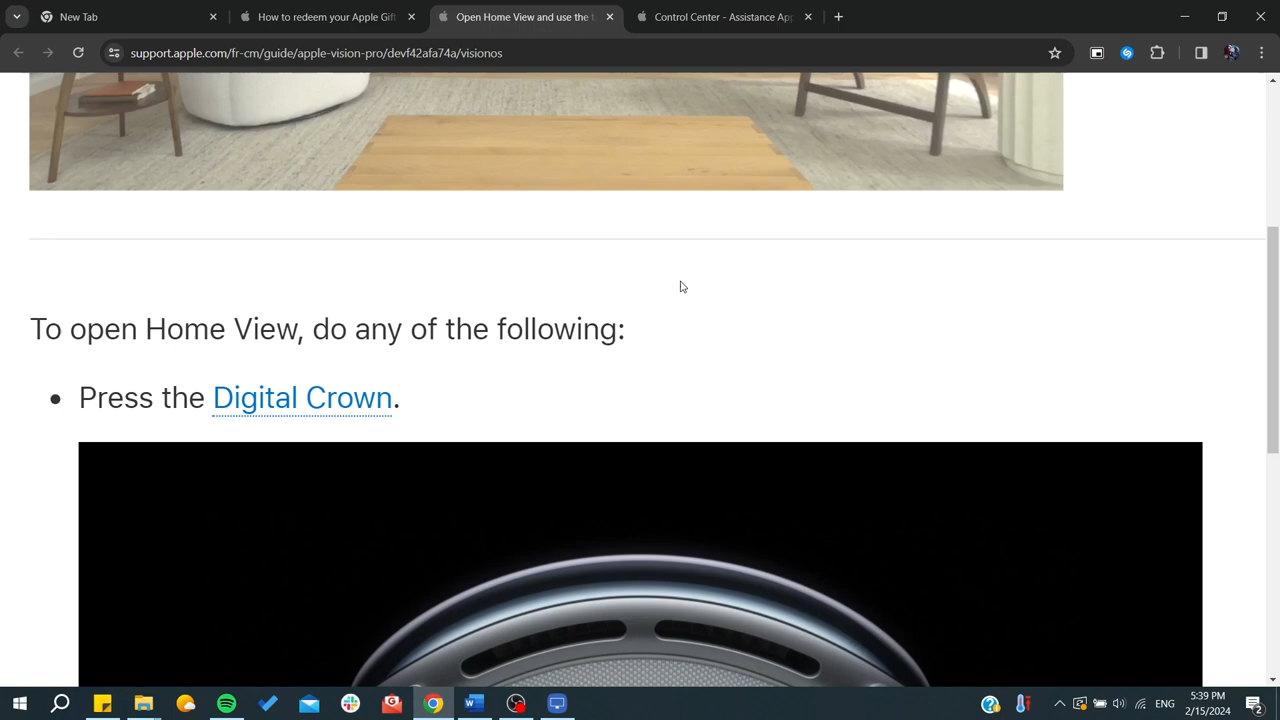 New Tab
How to redeem your Apple Gift
Open Home View and use the t
Control Center - Assistance App
support.apple.com/fr-cm/guide/apple-vision-pro/devf42afa74a/visionos
To open Home View, do any of the following:
• Press the Digital Crown.
ENG
5:39 PM
2/15/2024
2